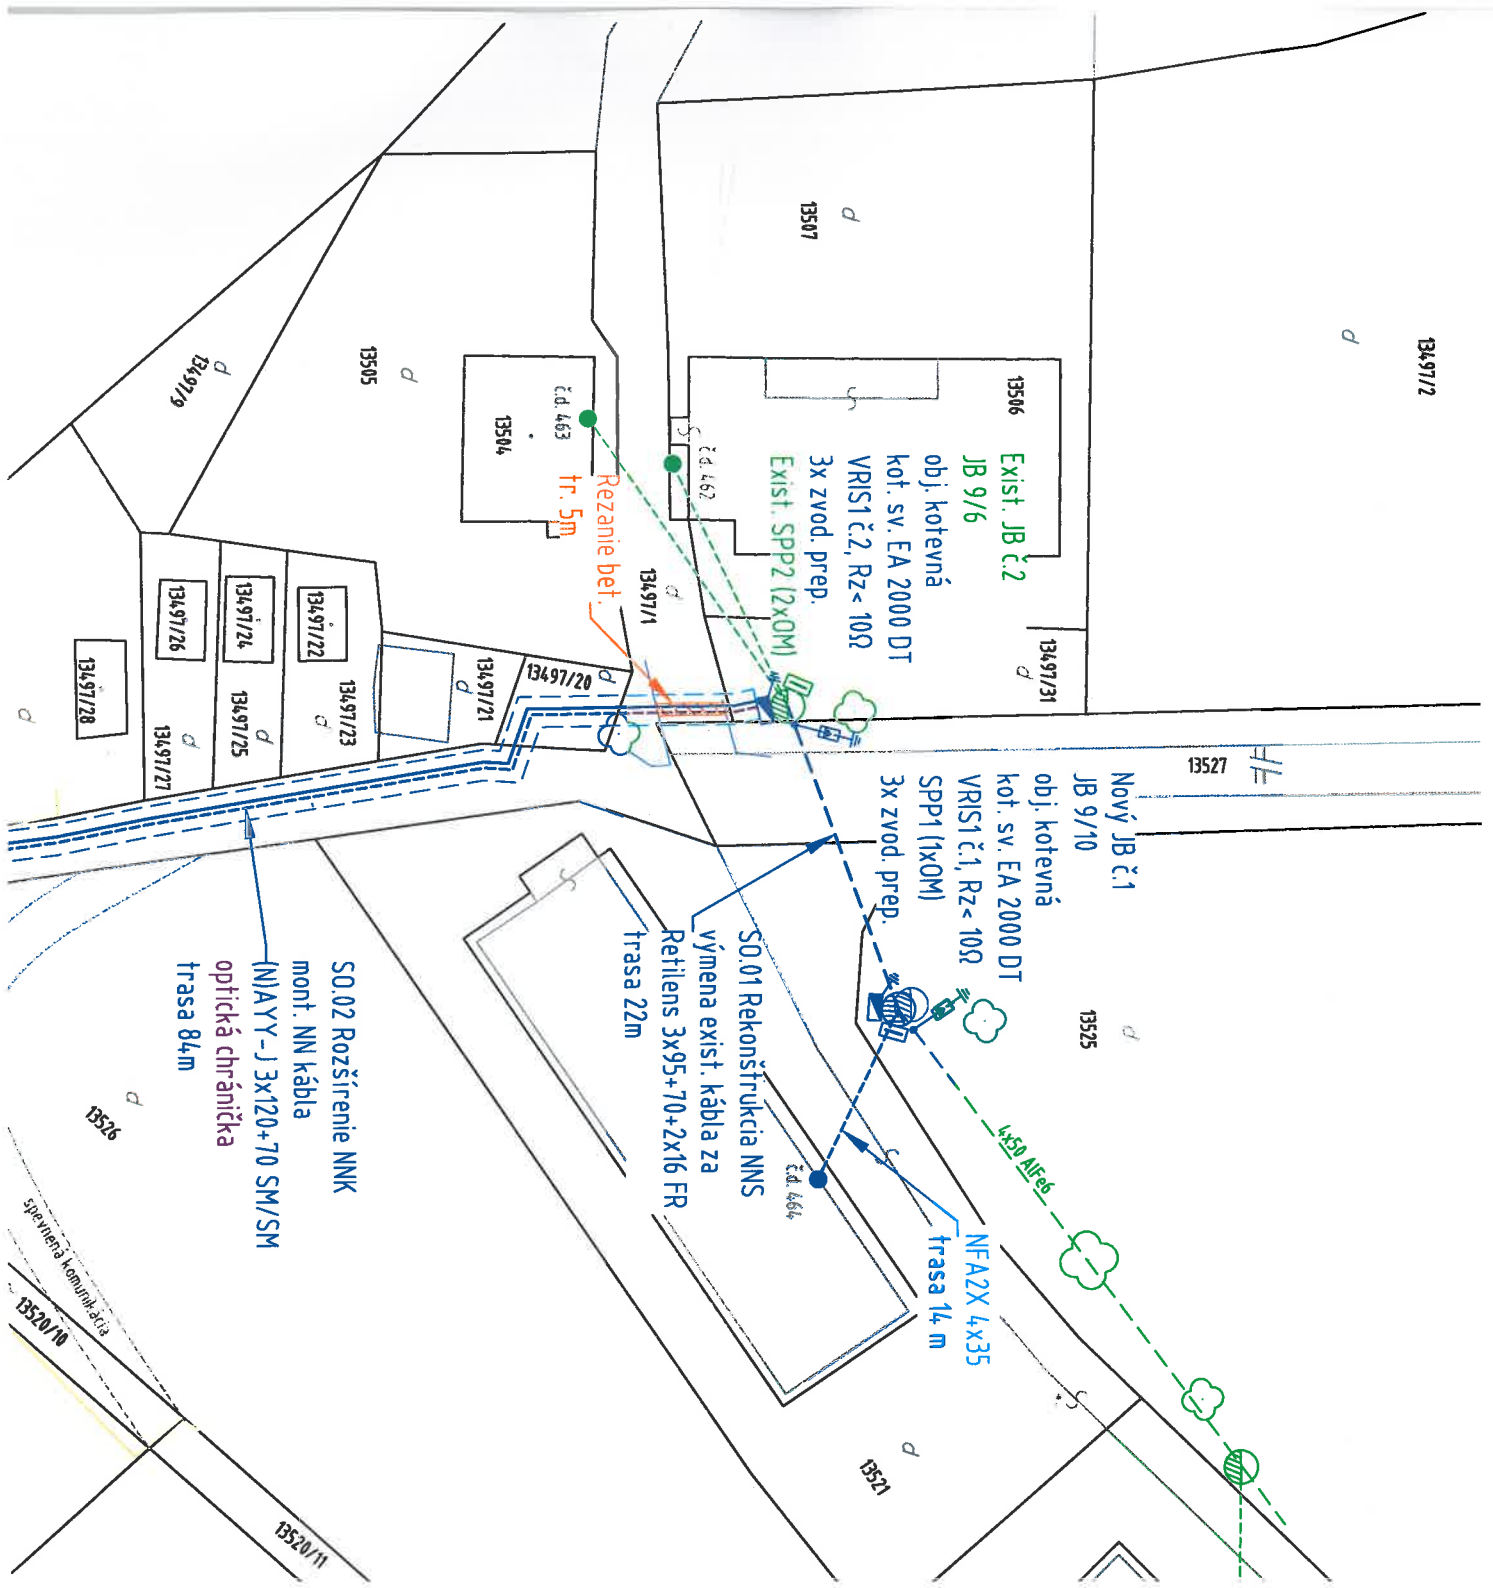 13497/2
13507
13506
Exist. JB č.2
JB 9/6
obj. kotevná
kot. sv. EA 2000 DT
VRIS1 č.2, Rz< 10Ω
3x zvod. prep.
Exist. SPP2 (2xOM)
č.d. 462
13505
13497/9
č.d. 463
13504
Rezanie bet.
tr. 5m
13497/1
13497/31
13497/20
13497/21
13497/22
13497/23
13497/24
13497/25
13497/26
13497/27
13497/28
13527
Nový JB č.1
JB 9/10
obj. kotevná
kot. sv. EA 2000 DT
VRIS1 č.1, Rz< 10Ω
SPP1 (1xOM)
3x zvod. prep.
13525
SO.01 Rekonštrukcia NNS
výmena exist. kábla za
Retilens 3x95+70+2x16 FR
trasa 22m
SO.02 Rozšírenie NNK
mont. NN kábla
(N)AYY-J 3x120+70 SM/SM
optická chránička
trasa 84m
4x50 AlFe6
č.d. 464
NFA2X 4x35
trasa 14 m
13526
spevnená komunikácia
13520/10
13520/11
13521